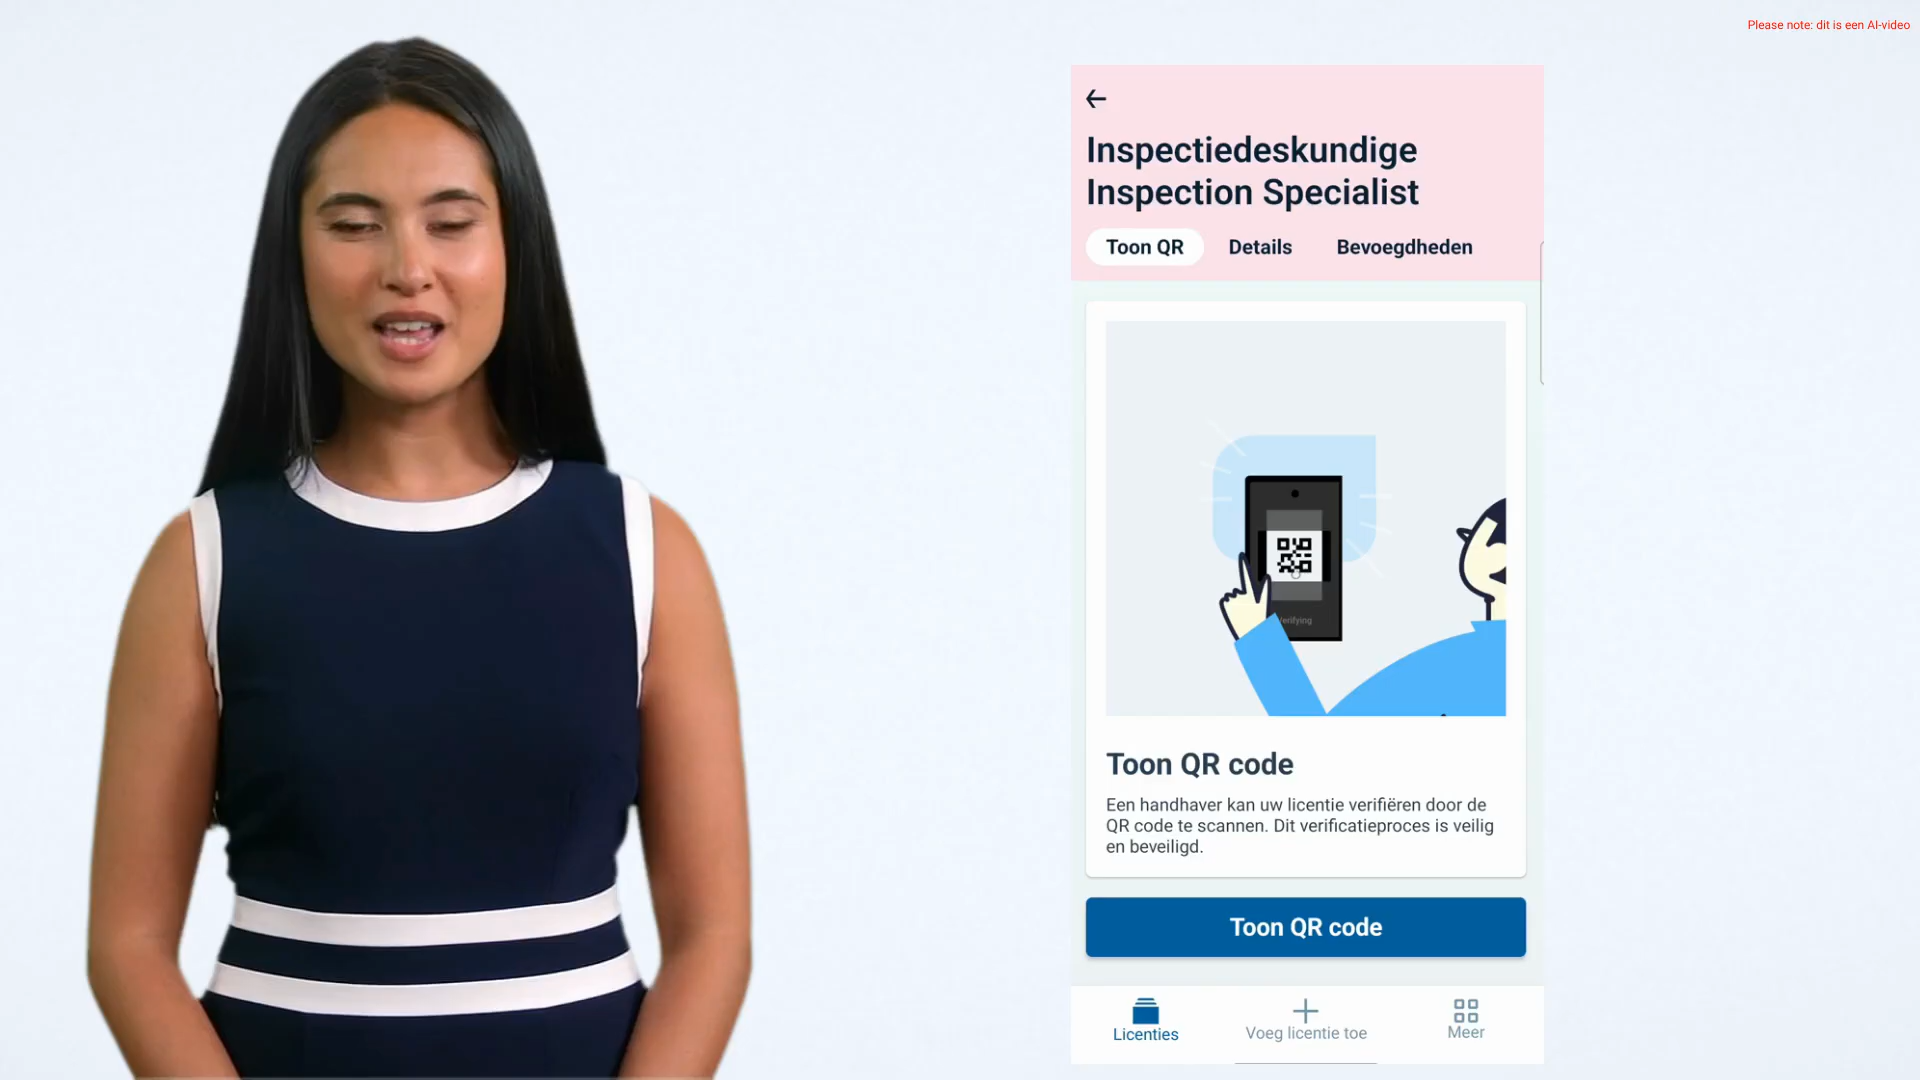 Please note: dit is een AI-video
Inspectiedeskundige
Inspection Specialist
Toon QR
Details
Bevoegdheden
Verifying
Toon QR code
Een handhaver kan uw licentie verifiëren door de
QR code te scannen. Dit verificatieproces is veilig
en beveiligd.
Toon QR code
Licenties
Voeg licentie toe
Meer